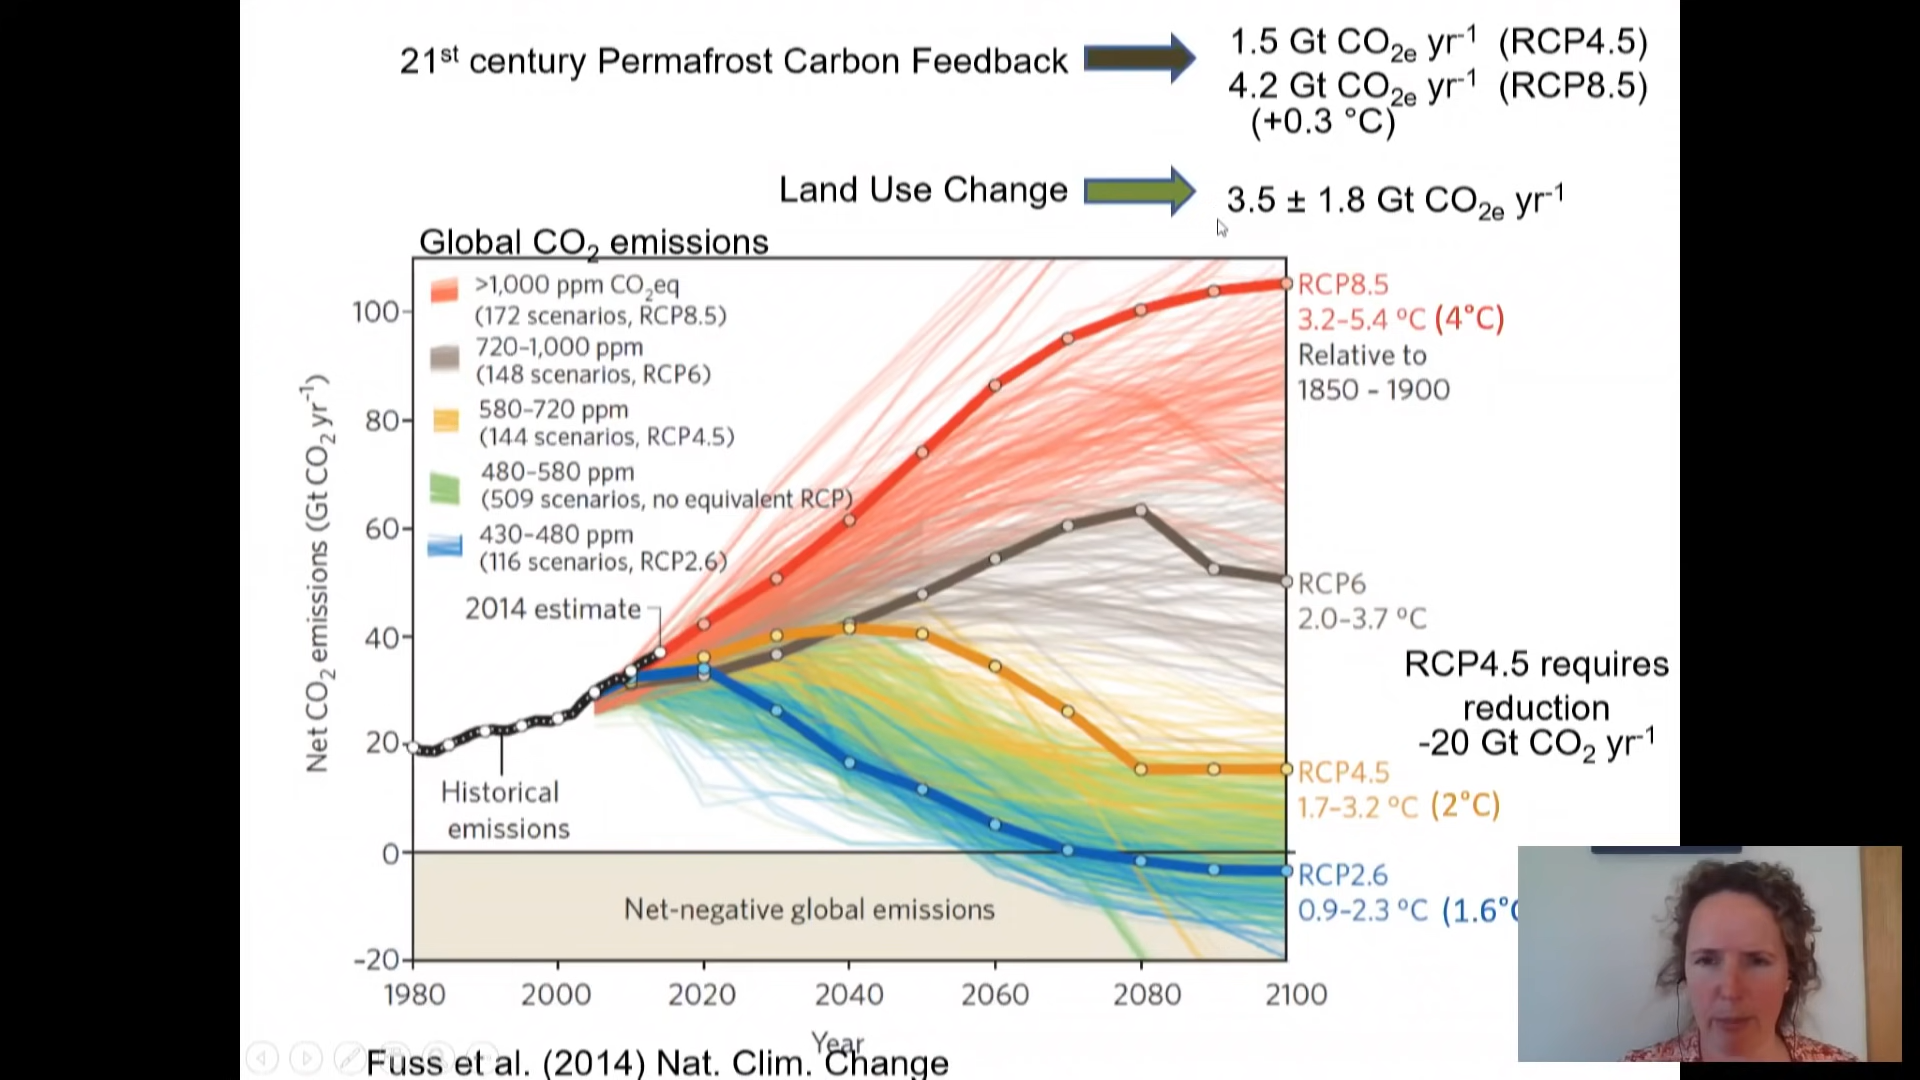 21st century Permafrost Carbon Feedback
1.5 Gt CO2e yr-1 (RCP4.5)
4.2 Gt CO2e yr-1 (RCP8.5)
(+0.3 °C)
Land Use Change
3.5 ± 1.8 Gt CO2e yr-1
Global CO2 emissions
>1,000 ppm CO2eq
(172 scenarios, RCP8.5)
720–1,000 ppm
(148 scenarios, RCP6)
580–720 ppm
(144 scenarios, RCP4.5)
480–580 ppm
(509 scenarios, no equivalent RCP)
430–480 ppm
(116 scenarios, RCP2.6)
2014 estimate
Historical
emissions
Net-negative global emissions
Net CO2 emissions (Gt CO2 yr-1)
100
80
60
40
20
0
-20
1980 2000 2020 2040 2060 2080 2100
Year
RCP8.5
3.2–5.4 °C (4°C)
Relative to
1850 – 1900
RCP6
2.0–3.7 °C
RCP4.5 requires
reduction
-20 Gt CO2 yr-1
RCP4.5
1.7–3.2 °C (2°C)
RCP2.6
0.9–2.3 °C (1.6°
Fuss et al. (2014) Nat. Clim. Change